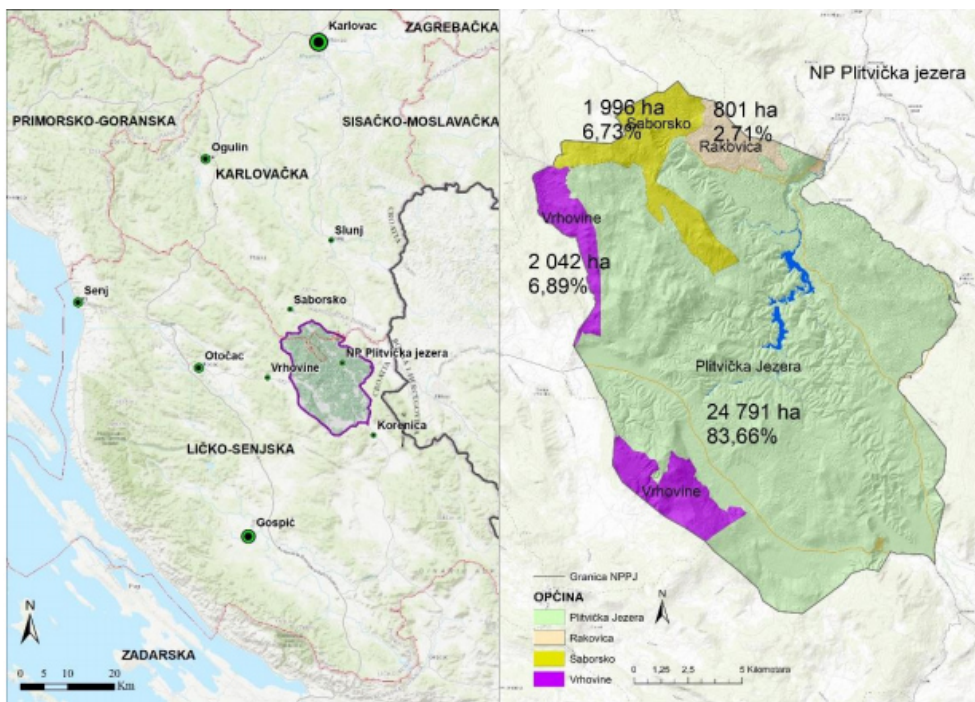 Karlovac
ZAGREBAČKA
PRIMORSKO-GORANSKA
SISAČKO-MOSLAVAČKA
Ogulin
KARLOVAČKA
Slunj
Senj
Saborsko
Otočac
Vrhovine
NP Plitvička jezera
Korenica
LIČKO-SENJSKA
Gospić
N
ZADARSKA
0 5 10 20
Km
NP Plitvička jezera
1 996 ha
6,73%
Saborsko
801 ha
2,71%
Rakovica
Vrhovine
2 042 ha
6,89%
Plitvička Jezera
24 791 ha
83,66%
Vrhovine
Granica NPPJ
OPĆINA
Plitvička Jezera
Rakovica
Saborsko
Vrhovine
N
0 1,25 2,5 5 Kilometara